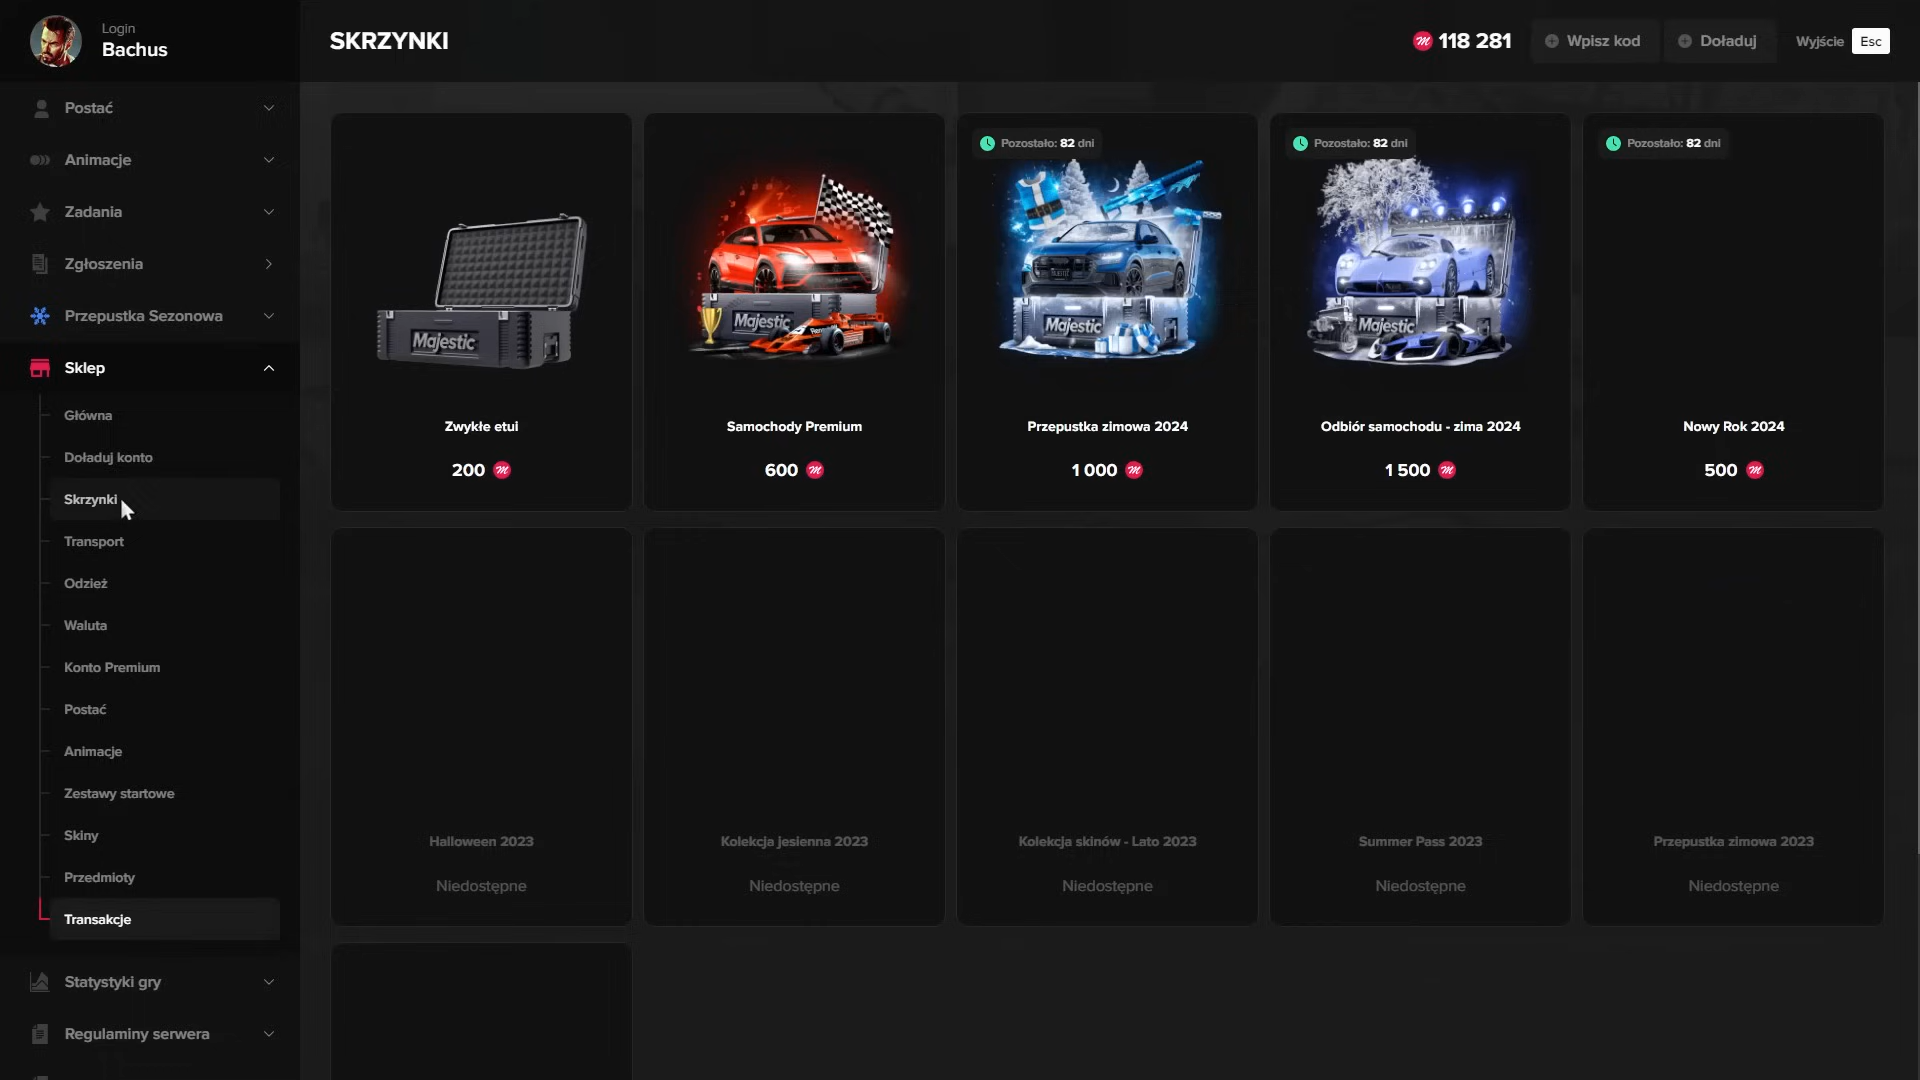 Login
Bachus
SKRZYNKI
118 281
Wpisz kod
Doładuj
Wyjście
Esc
Postać
Animacje
Zadania
Zgłoszenia
Przepustka Sezonowa
Sklep
Główna
Doładuj konto
Skrzynki
Transport
Odzież
Waluta
Konto Premium
Postać
Animacje
Zestawy startowe
Skiny
Przedmioty
Transakcje
Statystyki gry
Regulaminy serwera
Majestic
Zwykłe etui
200
Majestic
Samochody Premium
600
Pozostało: 82 dni
Majestic
Przepustka zimowa 2024
1 000
Pozostało: 82 dni
Majestic
Odbiór samochodu - zima 2024
1 500
Pozostało: 82 dni
Nowy Rok 2024
500
Halloween 2023
Niedostępne
Kolekcja jesienna 2023
Niedostępne
Kolekcja skinów - Lato 2023
Niedostępne
Summer Pass 2023
Niedostępne
Przepustka zimowa 2023
Niedostępne